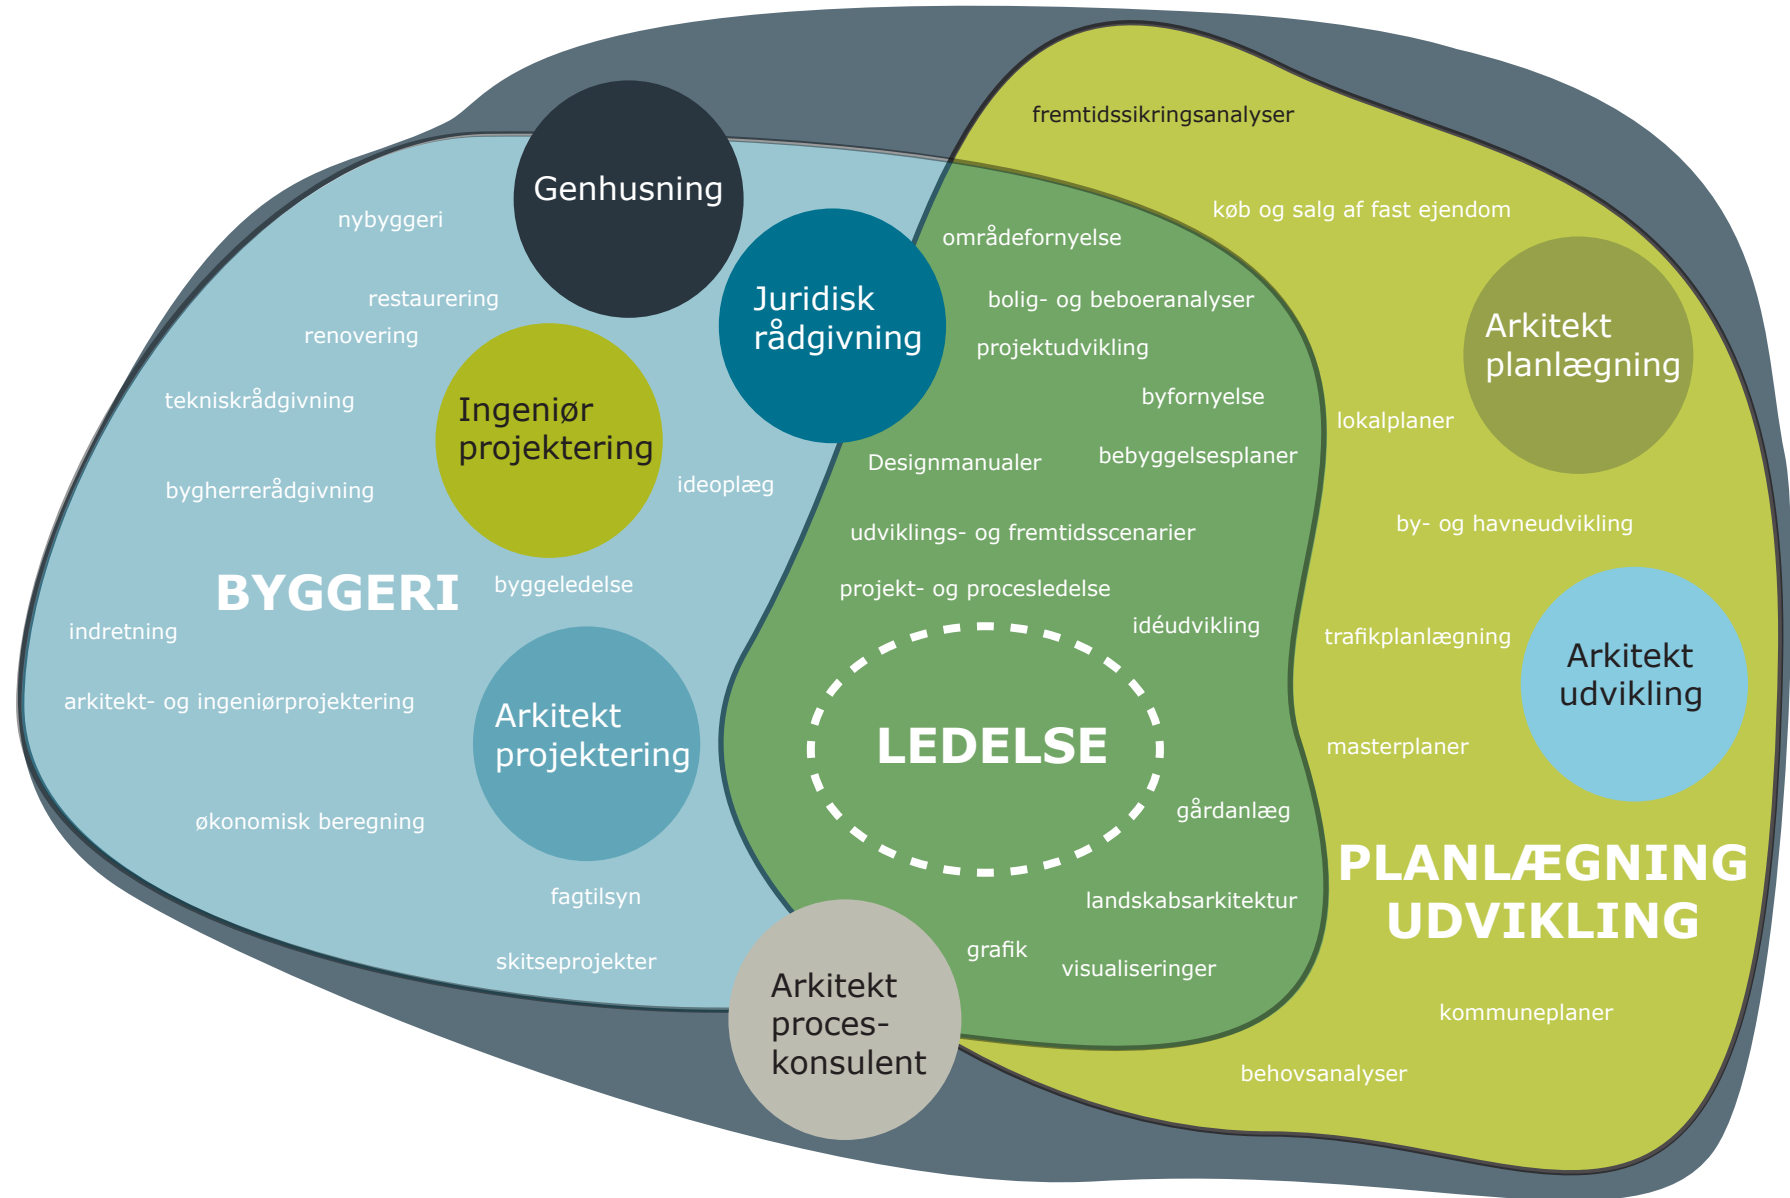 fremtidssikringsanalyser
Genhusning
køb og salg af fast ejendom
nybyggeri
områdefornyelse
restaurering
renovering
Juridisk
rådgivning
bolig- og beboeranalyser
projektudvikling
Arkitekt
planlægning
tekniskrådgivning
Ingeniør
projektering
byfornyelse
lokalplaner
Designmanualer
bebyggelsesplaner
bygherrerådgivning
ideoplæg
udviklings- og fremtidsscenarier
by- og havneudvikling
BYGGERI
byggeledelse
projekt- og procesledelse
indretning
idéudvikling
trafikplanlægning
Arkitekt
udvikling
arkitekt- og ingeniørprojektering
Arkitekt
projektering
LEDELSE
masterplaner
økonomisk beregning
gårdanlæg
PLANLÆGNING
UDVIKLING
fagtilsyn
landskabsarkitektur
skitseprojekter
grafik
visualiseringer
Arkitekt
proces-
konsulent
kommuneplaner
behovsanalyser